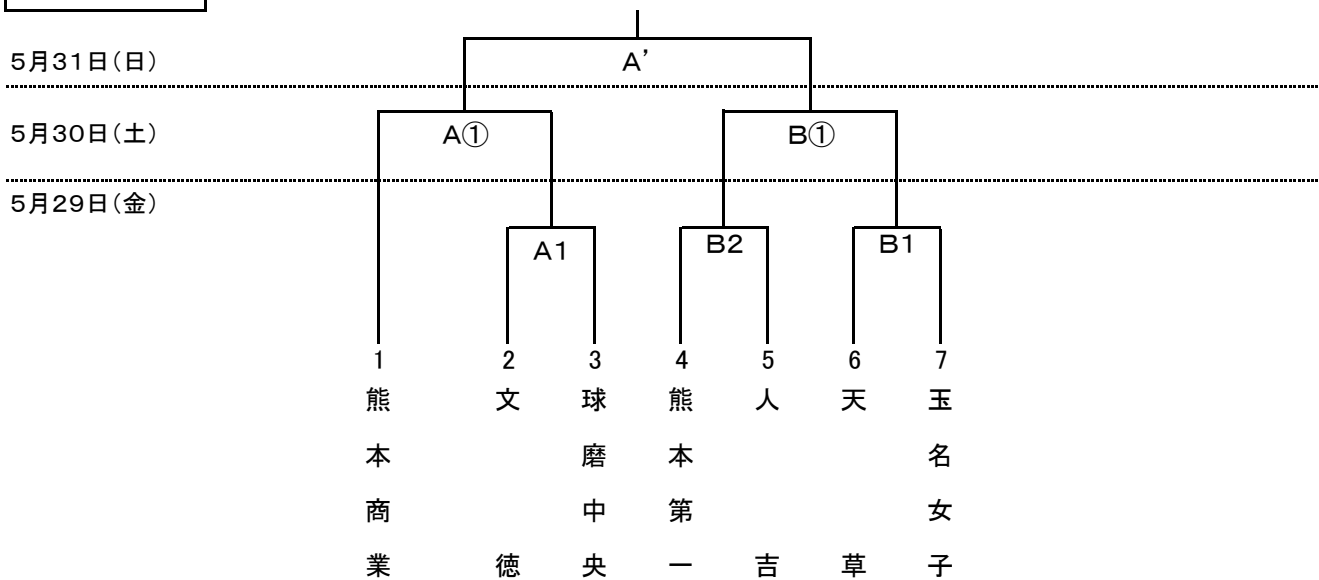 5月31日(日)
A’
5月30日(土)
A①
B①
5月29日(金)
A1
B2
B1
1
2
3
4
5
6
7
熊本商業
文徳
球磨中央
熊本第一
人吉
天草
玉名女子